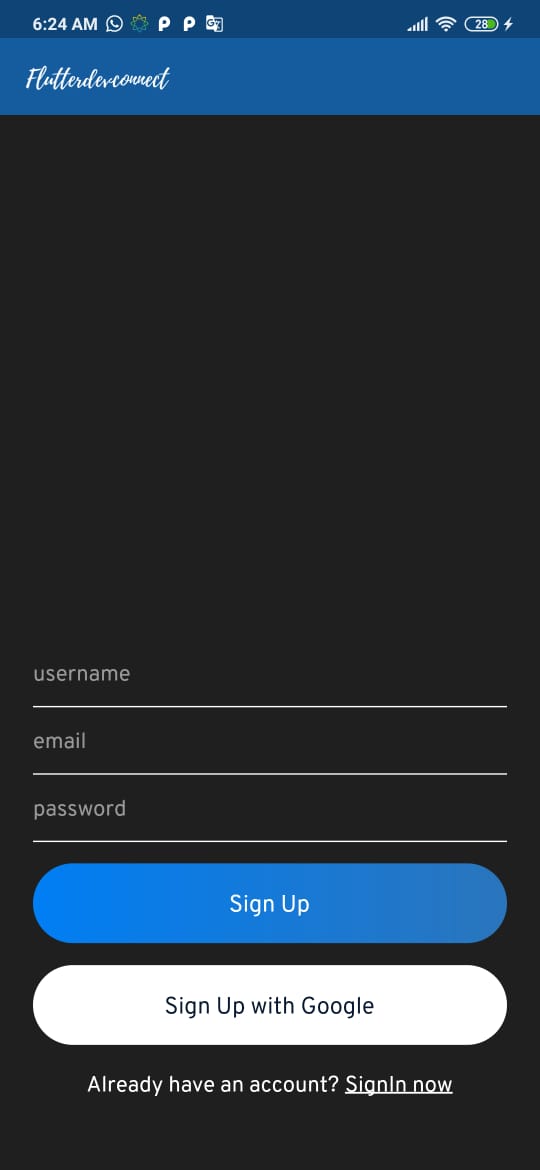 6:24 AM 28
Flutterdevconnect
username
email
password
Sign Up
Sign Up with Google
Already have an account? SignIn now